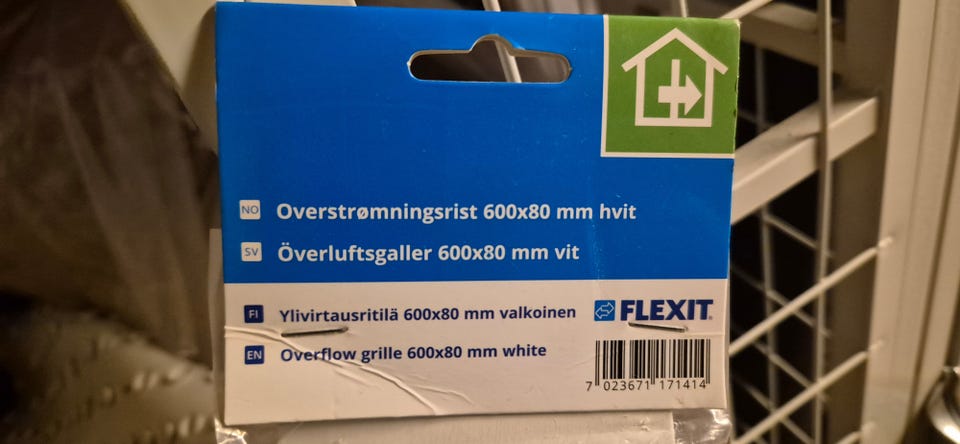 NO Overstrømningsrist 600x80 mm hvit
SV Överluftsgaller 600x80 mm vit
FI Ylivirtausritilä 600x80 mm valkoinen
FLEXIT
EN Overflow grille 600x80 mm white
7 023671 171414